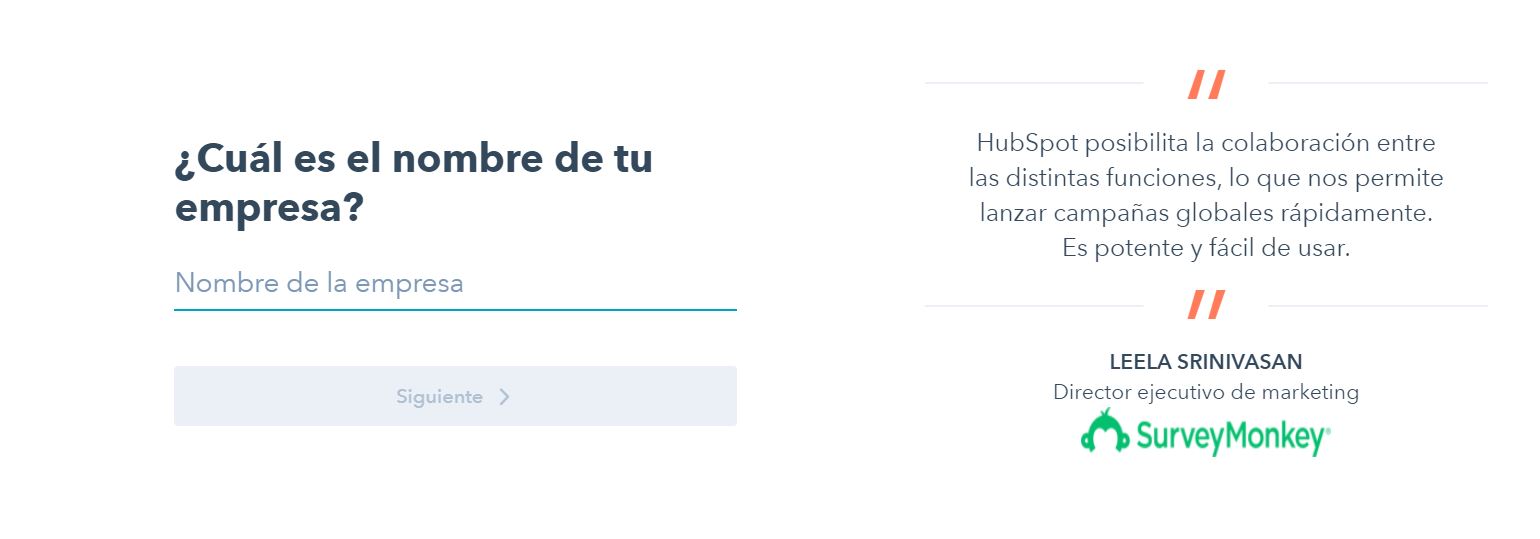 ¿Cuál es el nombre de tu
empresa?
Nombre de la empresa
Siguiente
HubSpot posibilita la colaboración entre
las distintas funciones, lo que nos permite
lanzar campañas globales rápidamente.
Es potente y fácil de usar.
LEELA SRINIVASAN
Director ejecutivo de marketing
SurveyMonkey®